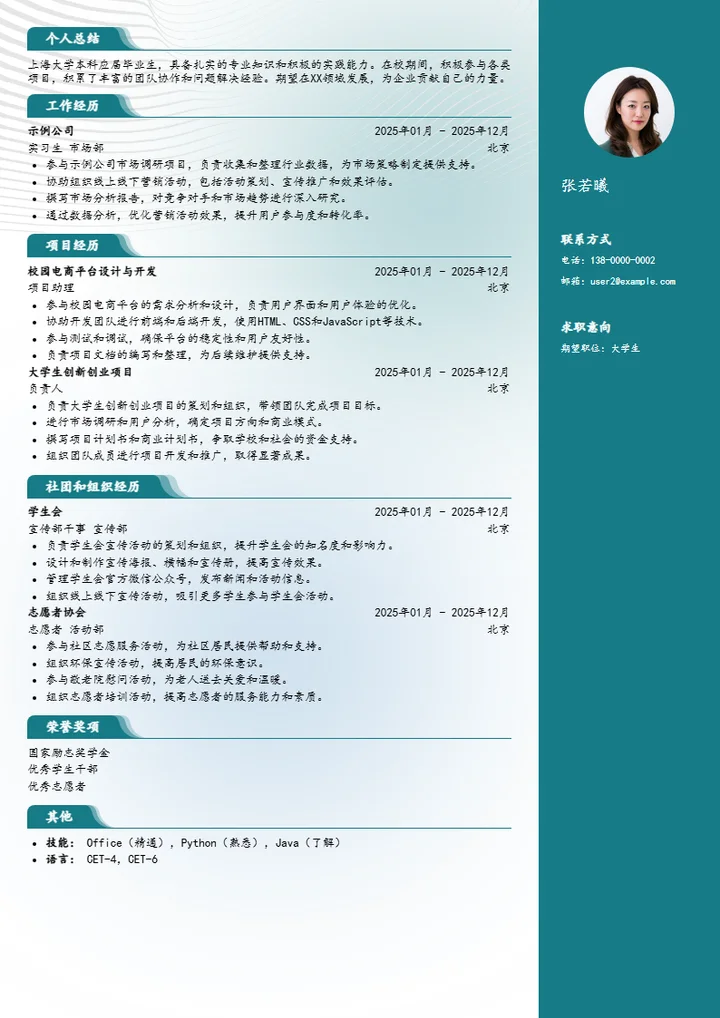 个人总结
上海大学本科应届毕业生，具备扎实的专业知识和积极的实践能力。在校期间，积极参与各类
项目，积累了丰富的团队协作和问题解决经验。期望在XX领域发展，为企业贡献自己的力量。
工作经历
示例公司 2025年01月 - 2025年12月
实习生 市场部 北京
• 参与示例公司市场调研项目，负责收集和整理行业数据，为市场策略制定提供支持。
• 协助组织线上线下营销活动，包括活动策划、宣传推广和效果评估。
• 撰写市场分析报告，对竞争对手和市场趋势进行深入研究。
• 通过数据分析，优化营销活动效果，提升用户参与度和转化率。
项目经历
校园电商平台设计与开发 2025年01月 - 2025年12月
项目助理 北京
• 参与校园电商平台的需求分析和设计，负责用户界面和用户体验的优化。
• 协助开发团队进行前端和后端开发，使用HTML、CSS和JavaScript等技术。
• 参与测试和调试，确保平台的稳定性和用户友好性。
• 负责项目文档的编写和整理，为后续维护提供支持。
大学生创新创业项目 2025年01月 - 2025年12月
负责人 北京
• 负责大学生创新创业项目的策划和组织，带领团队完成项目目标。
• 进行市场调研和用户分析，确定项目方向和商业模式。
• 撰写项目计划书和商业计划书，争取学校和社会的资金支持。
• 组织团队成员进行项目开发和推广，取得显著成果。
社团和组织经历
学生会 2025年01月 - 2025年12月
宣传部干事 宣传部 北京
• 负责学生会宣传活动的策划和组织，提升学生会的知名度和影响力。
• 设计和制作宣传海报、横幅和宣传册，提高宣传效果。
• 管理学生会官方微信公众号，发布新闻和活动信息。
• 组织线上线下宣传活动，吸引更多学生参与学生会活动。
志愿者协会 2025年01月 - 2025年12月
志愿者 活动部 北京
• 参与社区志愿服务活动，为社区居民提供帮助和支持。
• 组织环保宣传活动，提高居民的环保意识。
• 参与敬老院慰问活动，为老人送去关爱和温暖。
• 组织志愿者培训活动，提高志愿者的服务能力和素质。
荣誉奖项
国家励志奖学金
优秀学生干部
优秀志愿者
其他
• 技能： Office（精通），Python（熟悉），Java（了解）
• 语言： CET-4，CET-6
张若曦
联系方式
电话：138-0000-0002
邮箱：user2@example.com
求职意向
期望职位：大学生